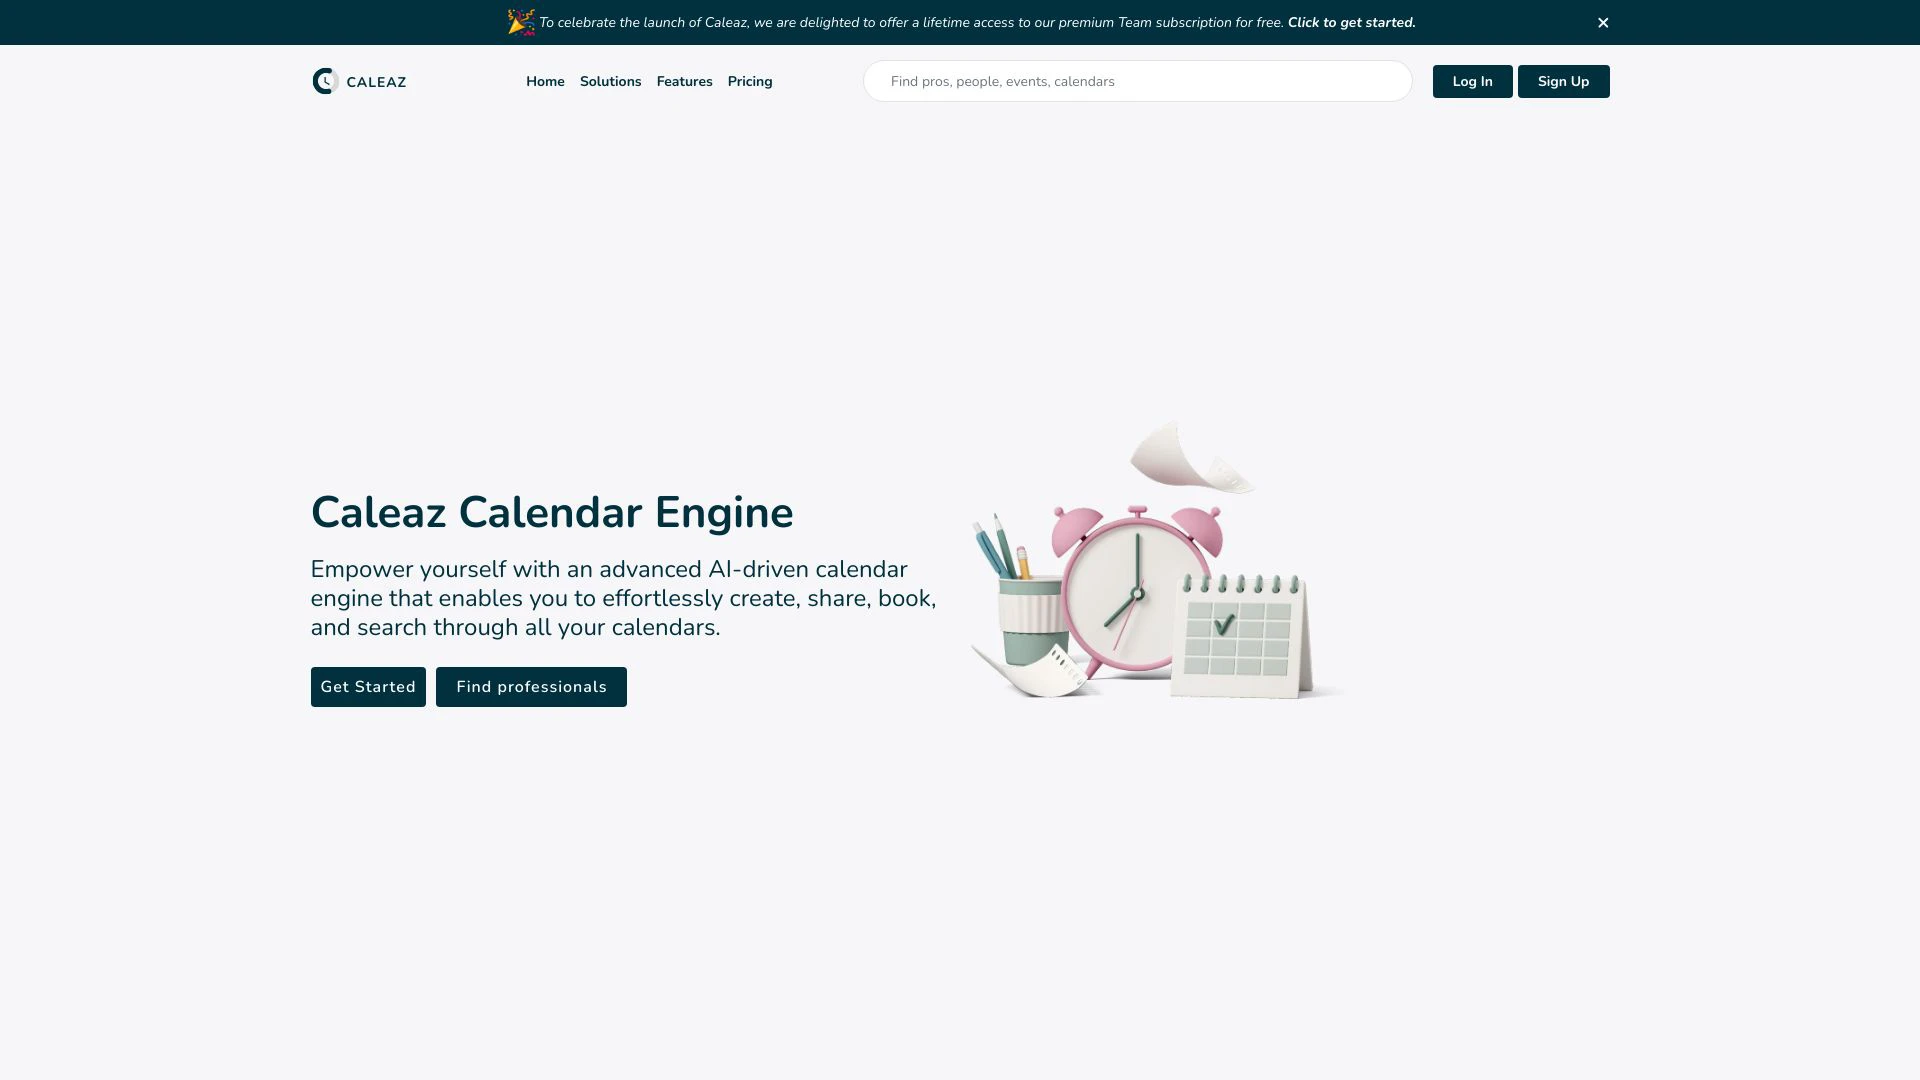 To celebrate the launch of Caleaz, we are delighted to offer a lifetime access to our premium Team subscription for free. Click to get started.
CALEAZ
Home Solutions Features Pricing
Find pros, people, events, calendars
Log In
Sign Up
Caleaz Calendar Engine
Empower yourself with an advanced AI-driven calendar
engine that enables you to effortlessly create, share, book,
and search through all your calendars.
Get Started
Find professionals